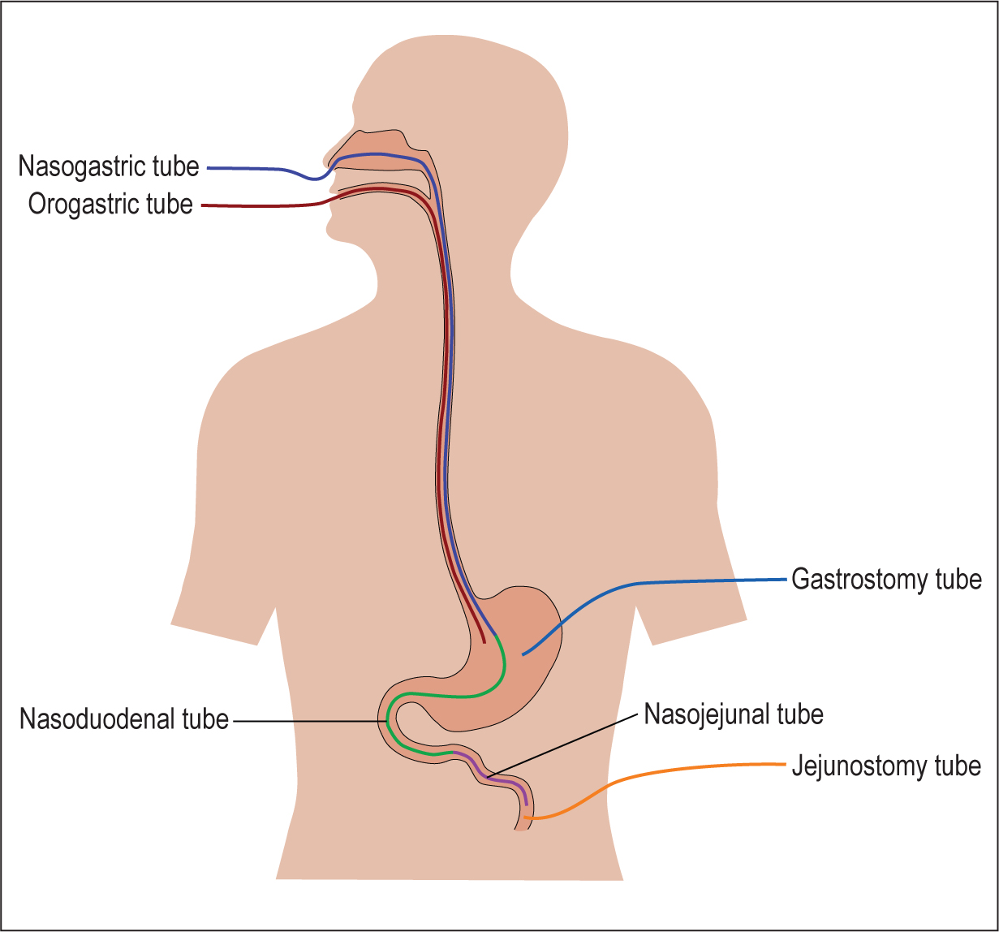 Nasogastric tube
Orogastric tube
Gastrostomy tube
Nasoduodenal tube
Nasojejunal tube
Jejunostomy tube